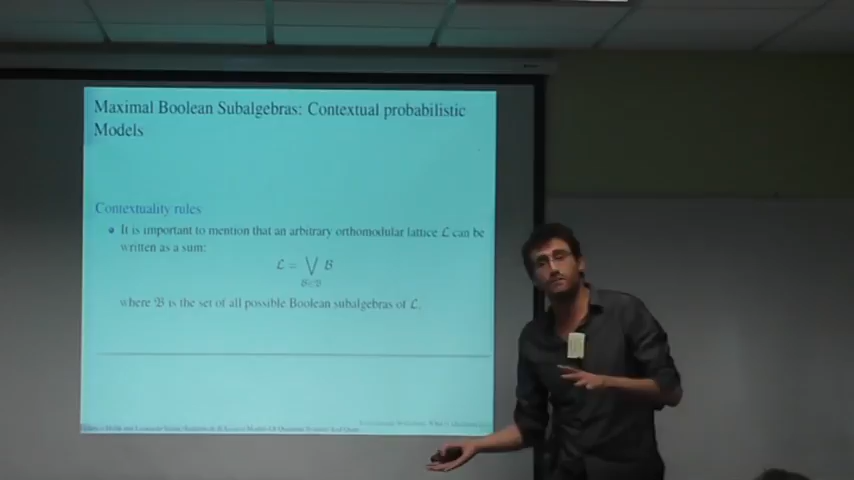 Maximal Boolean Subalgebras: Contextual probabilistic
Models
Contextuality rules
• It is important to mention that an arbitrary orthomodular lattice ℒ can be
written as a sum:
ℒ = ⋁ ℬ
ℬ∈𝔅
where 𝔅 is the set of all possible Boolean subalgebras of ℒ.